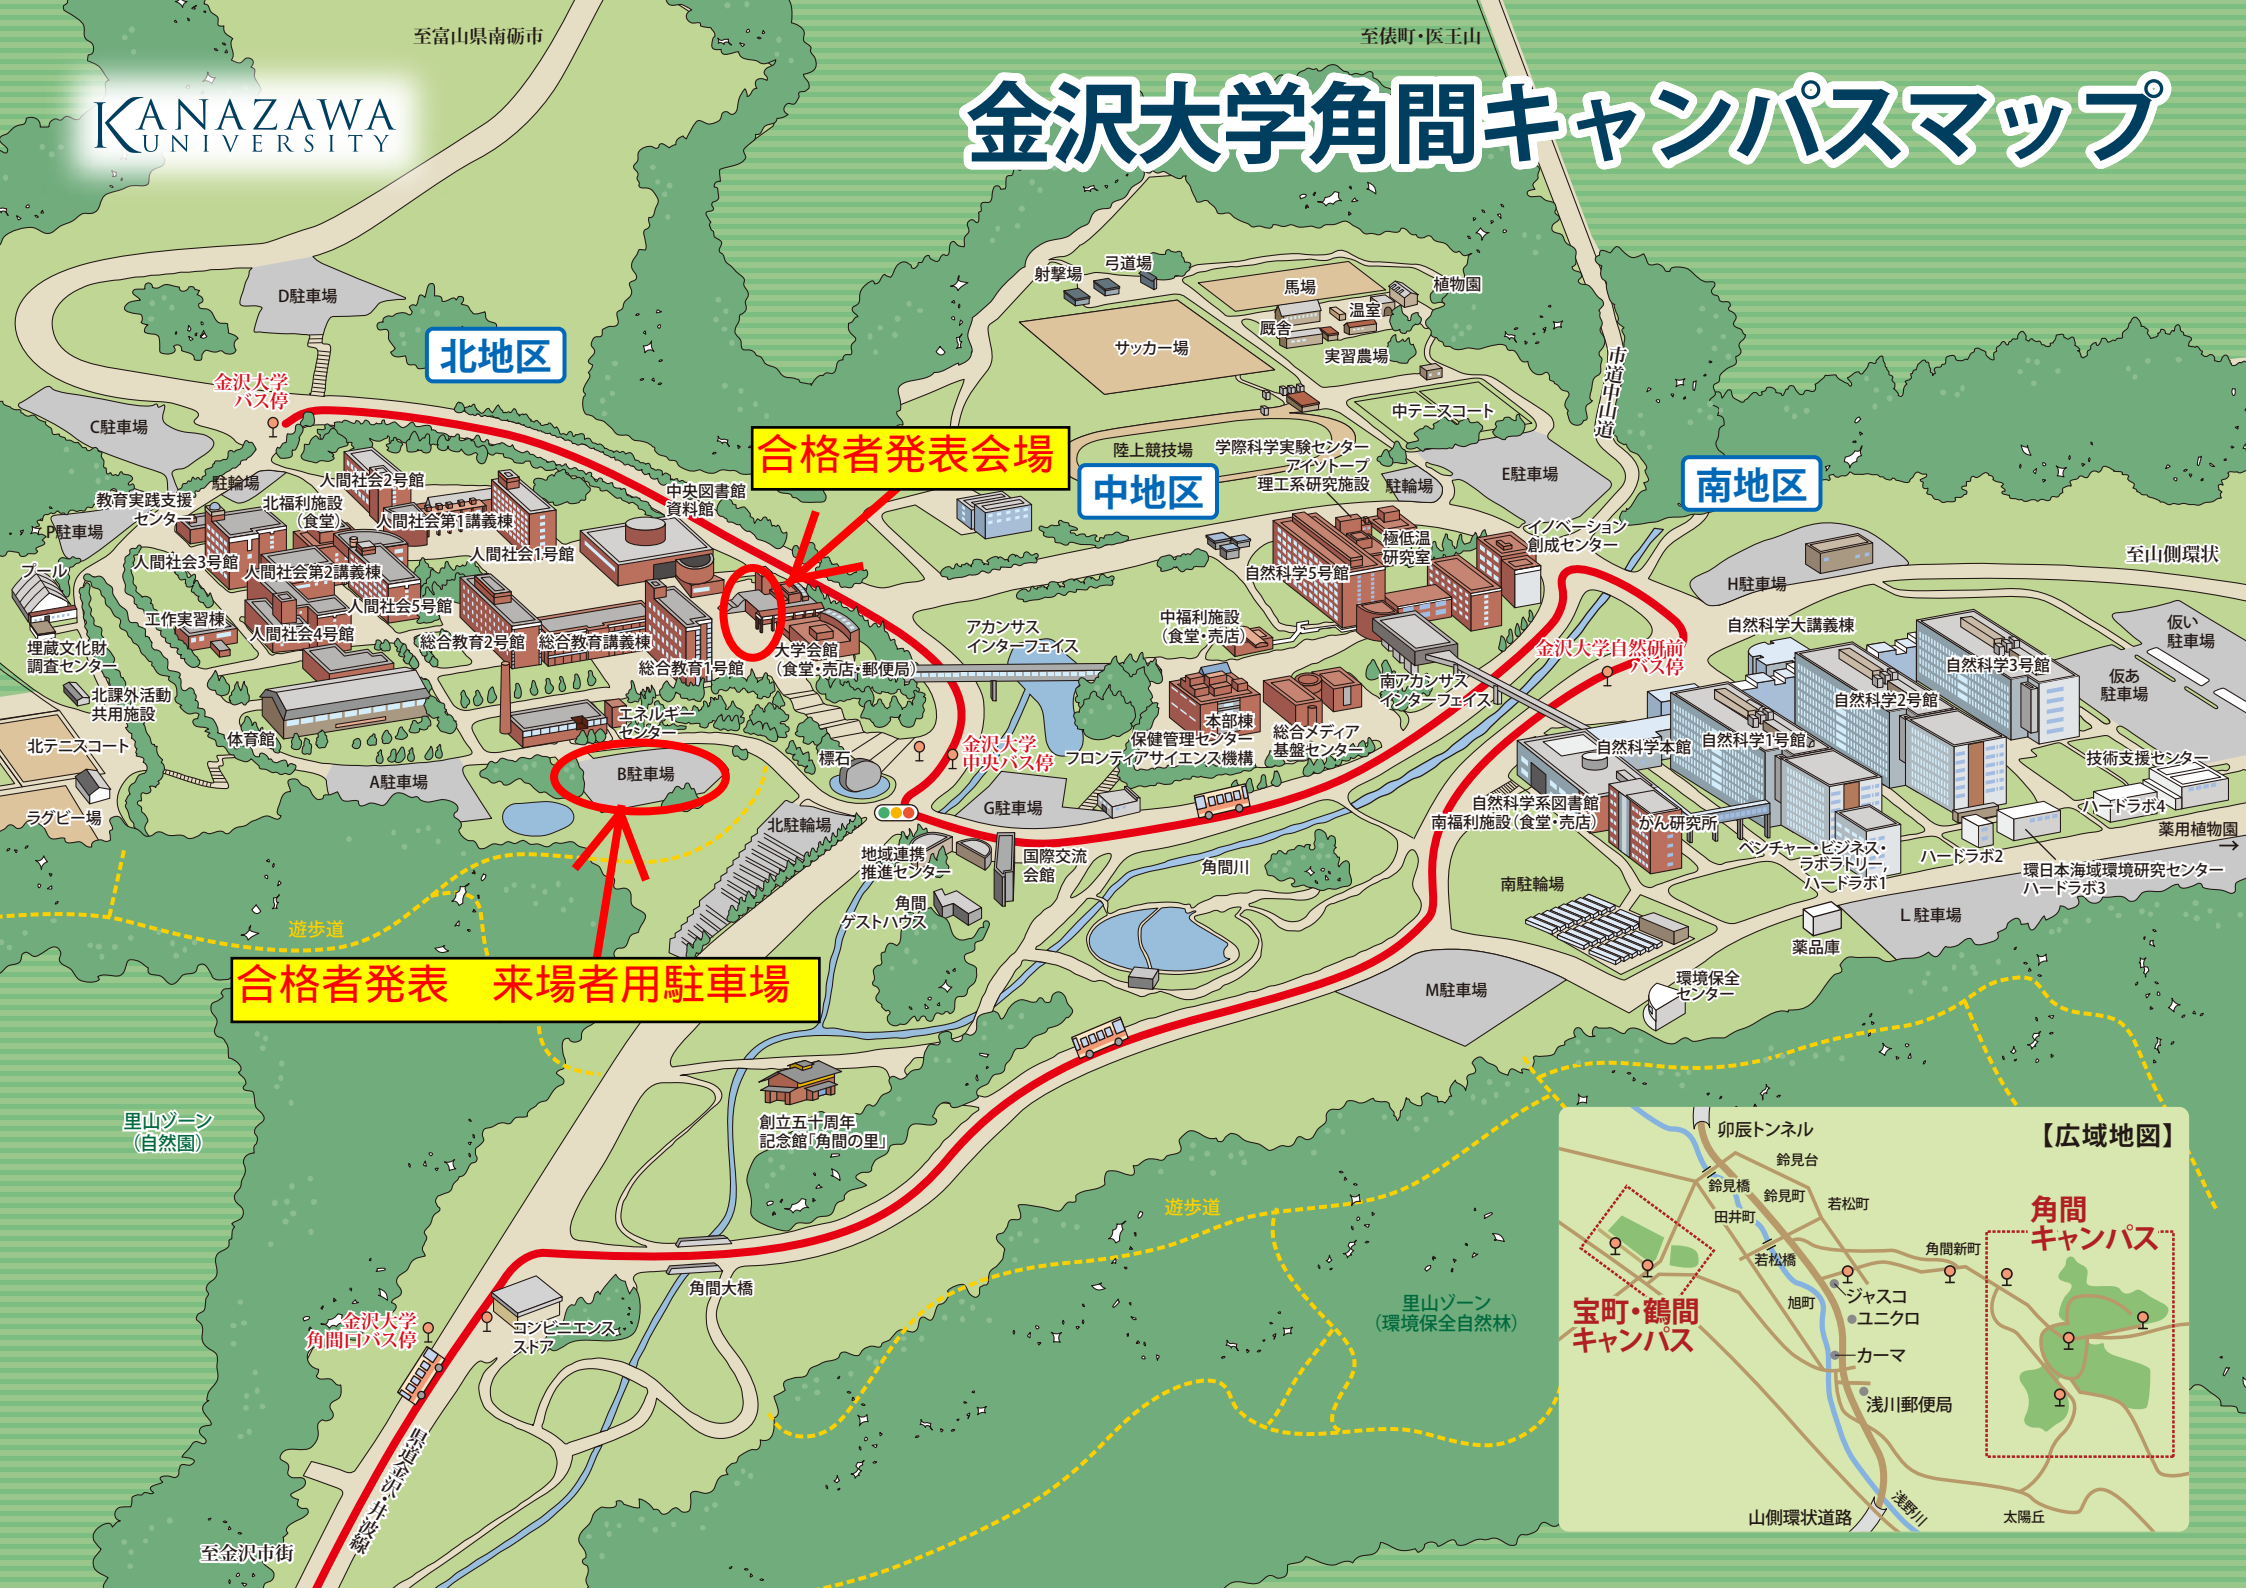 至富山県南砺市
至俵町・医王山
KANAZAWA
UNIVERSITY
金沢大学角間キャンパスマップ
射撃場
弓道場
馬場
植物園
温室
厩舎
サッカー場
実習農場
市道中山道
D駐車場
北地区
金沢大学
バス停
C駐車場
中テニスコート
合格者発表会場
陸上競技場
学際科学実験センター
アイソトープ
理工系研究施設
中地区
駐輪場
E駐車場
南地区
駐輪場
人間社会2号館
教育実践支援
センター
北福利施設
（食堂）
人間社会第1講義棟
中央図書館
資料館
P駐車場
人間社会3号館
人間社会第2講義棟
人間社会1号館
プール
人間社会5号館
工作実習棟
人間社会4号館
総合教育2号館
総合教育講義棟
総合教育1号館
大学会館
（食堂・売店・郵便局）
埋蔵文化財
調査センター
北課外活動
共用施設
北テニスコート
体育館
エネルギー
センター
A駐車場
B駐車場
ラグビー場
標石
北駐輪場
アカンサス
インターフェイス
金沢大学
中央バス停
自然科学5号館
極低温
研究室
イノベーション
創成センター
中福利施設
（食堂・売店）
南アカンサス
インターフェイス
本部棟
保健管理センター
フロンティアサイエンス機構
総合メディア
基盤センター
G駐車場
地域連携
推進センター
国際交流
会館
角間
ゲストハウス
角間川
H駐車場
至山側環状
自然科学大講義棟
仮い
駐車場
金沢大学自然研前
バス停
自然科学3号館
仮あ
駐車場
自然科学2号館
自然科学1号館
自然科学本館
技術支援センター
ハードラボ4
自然科学系図書館
南福利施設（食堂・売店）
がん研究所
薬用植物園
→
ベンチャー・ビジネス・
ラボラトリー,
ハードラボ1
ハードラボ2
環日本海域環境研究センター
ハードラボ3
南駐輪場
L駐車場
薬品庫
M駐車場
環境保全
センター
遊歩道
合格者発表　来場者用駐車場
里山ゾーン
（自然園）
創立五十周年
記念館「角間の里」
角間大橋
遊歩道
里山ゾーン
（環境保全自然林）
金沢大学
角間口バス停
コンビニエンス
ストア
県道金沢・井波線
至金沢市街
【広域地図】
卯辰トンネル
鈴見台
鈴見橋
鈴見町
若松町
田井町
角間
キャンパス
若松橋
角間新町
宝町・鶴間
キャンパス
旭町
ジャスコ
ユニクロ
カーマ
浅川郵便局
山側環状道路
浅野川
太陽丘